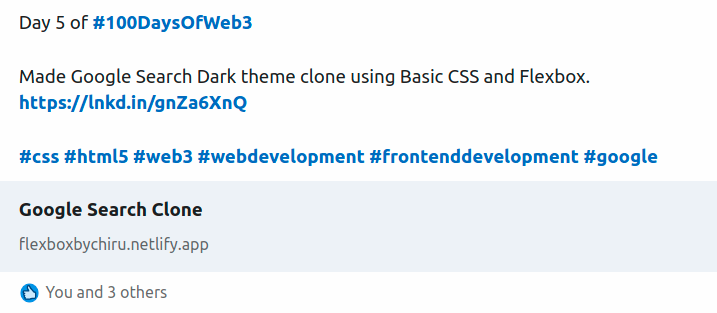 Day 5 of #100DaysOfWeb3
Made Google Search Dark theme clone using Basic CSS and Flexbox.
https://lnkd.in/gnZa6XnQ
#css #html5 #web3 #webdevelopment #frontenddevelopment #google
Google Search Clone
flexboxbychiru.netlify.app
You and 3 others